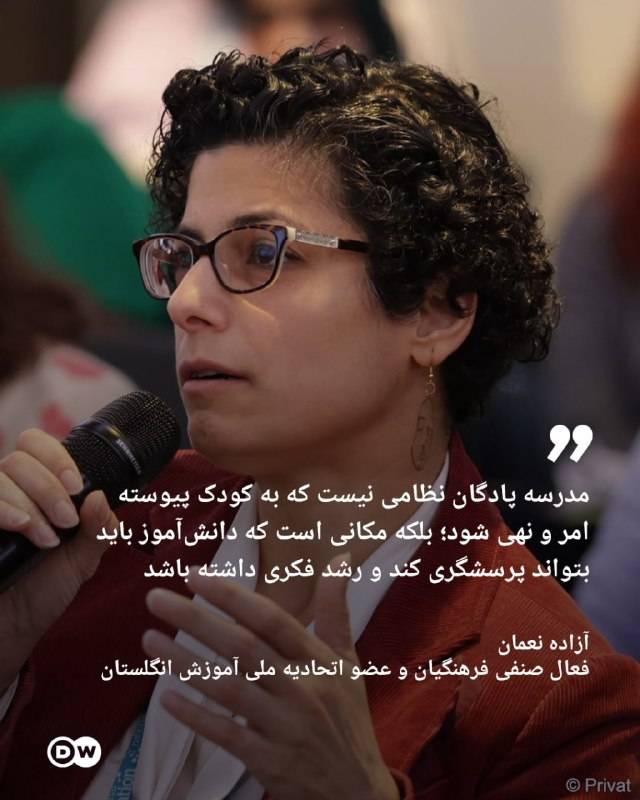 ”
مدرسه پادگان نظامی نیست که به کودک پیوسته
امر و نهی شود؛ بلکه مکانی است که دانش‌آموز باید
بتواند پرسشگری کند و رشد فکری داشته باشد
آزاده نعمان
فعال صنفی فرهنگیان و عضو اتحادیه ملی آموزش انگلستان
DW
© Privat